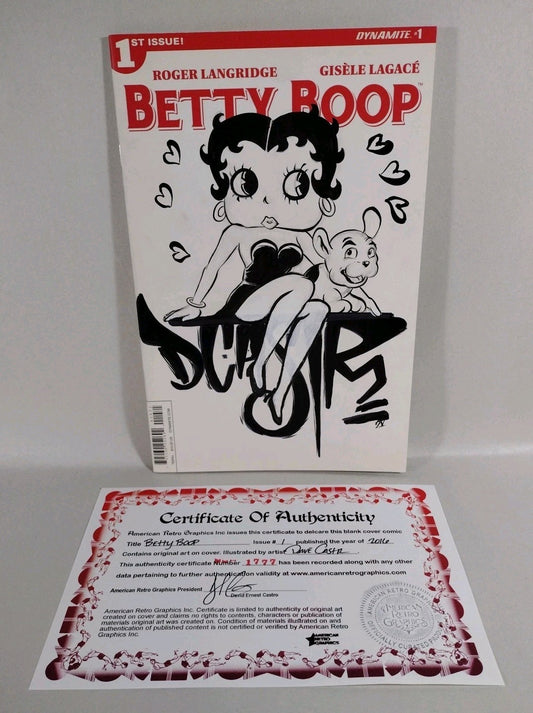 1ST ISSUE!
DYNAMITE. #1
ROGER LANGRIDGE GISÈLE LAGACÉ
BETTY BOOP™
DCASTR
Certificate Of Authenticity
American Retro Graphics Inc issues this certificate to delcare this blank cover comic
Title BETTY BOOP Issue # 1 published the year of 2016
Contains original art on cover. Illustrated by artist DAVE CASTR
This authenticity certificate number 1777 has been recorded along with any other
data pertaining to further authentication validity at www.americanretrographics.com
American Retro Graphics President
David Ernest Castro
American Retro Graphics Inc. Certificate is limited to authenticity of original art
created on cover and claims no rights to contents, characters or publication of
materials original art was created on. Condition of materials illustrated on and
authentication of published content is not certified or verified by American Retro
Graphics Inc.
AMERICAN
RETRO
GRAPHICS
AMERICAN
RETRO
GRAPHICS